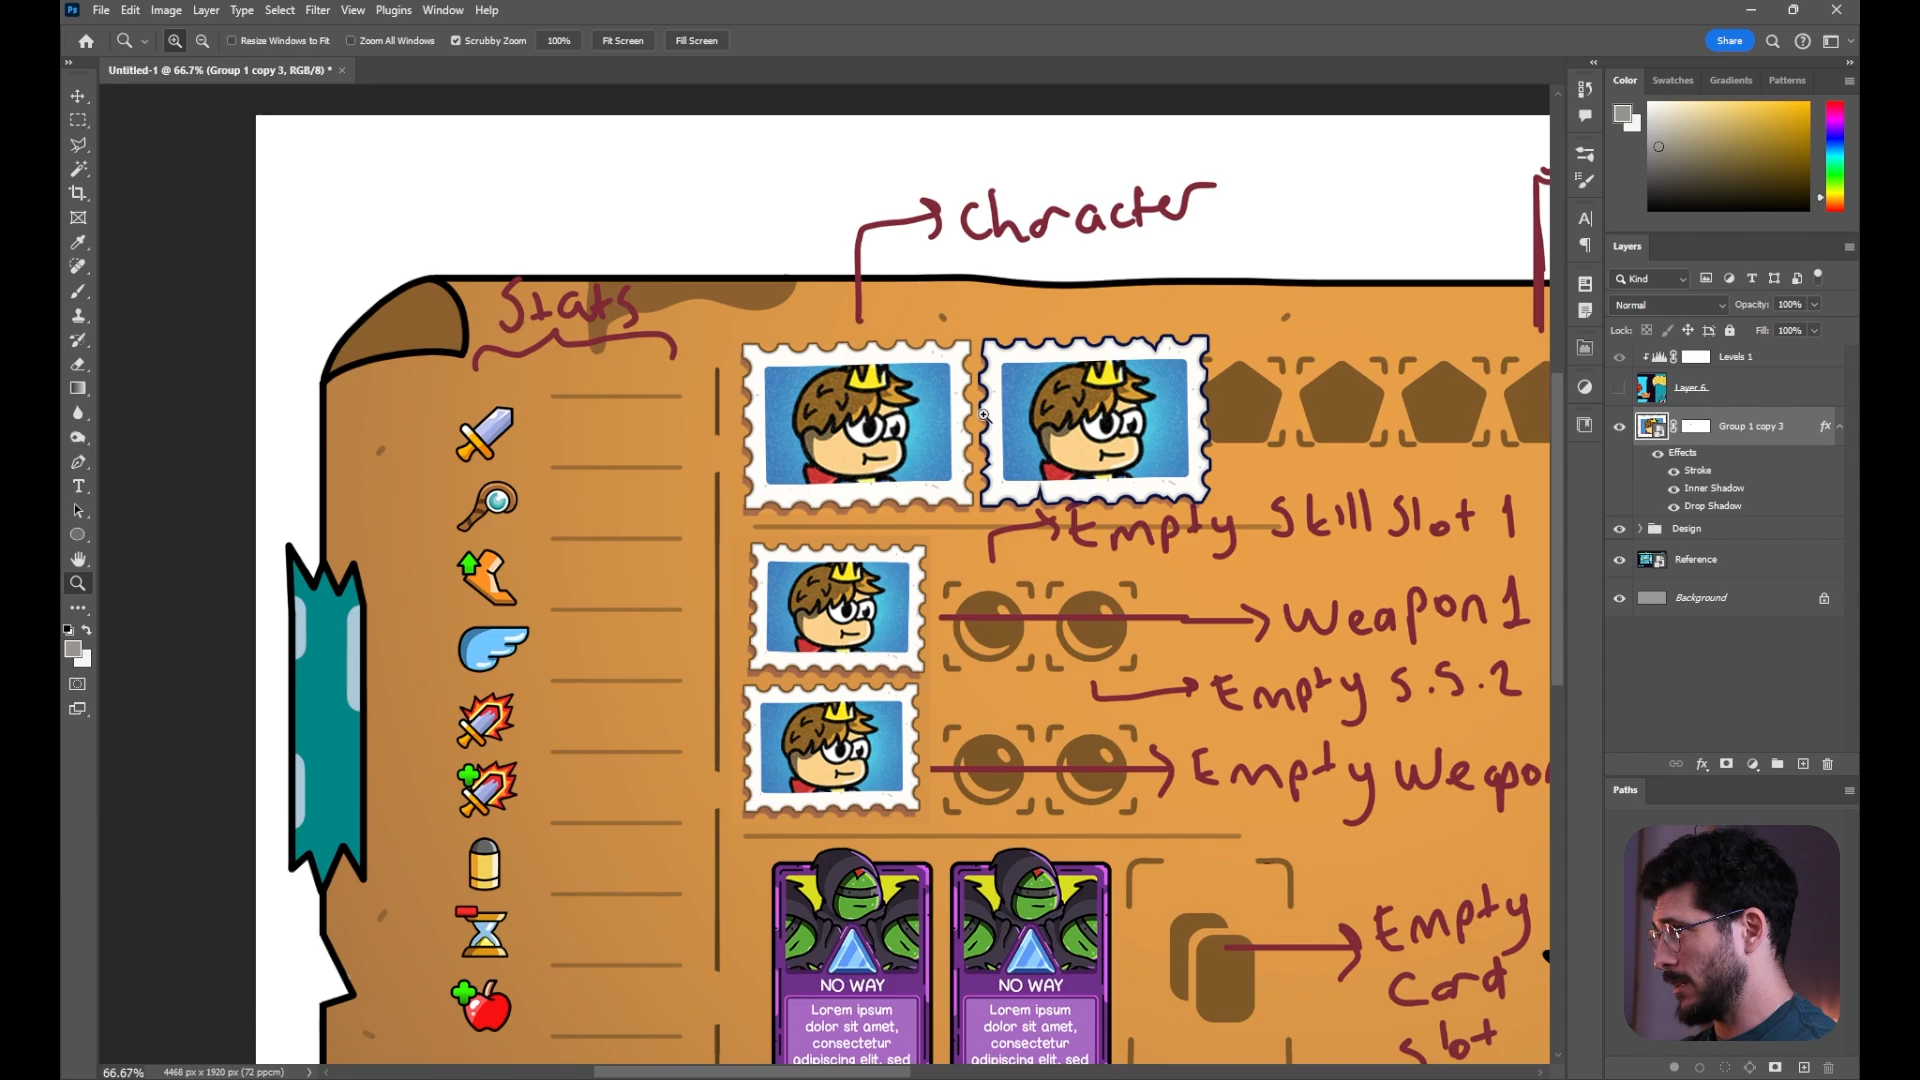 Ps File Edit Image Layer Type Select Filter View Plugins Window Help
Resize Windows to Fit Zoom All Windows Scrubby Zoom 100% Fit Screen Fill Screen Share
Untitled-1 @ 66.7% (Group 1 copy 3, RGB/8) *
Color Swatches Gradients Patterns
Character
Stats
Empty Skill Slot 1
Weapon 1
Empty S.S.2
Empty
Empty
Card
Slot
NO WAY
Lorem ipsum
dolor sit amet,
consectetur
adipiscing elit, sed
NO WAY
Lorem ipsum
dolor sit amet,
consectetur
adipiscing elit, sed
Layers
Kind
Normal Opacity: 100%
Lock: Fill: 100%
Levels 1
Layer 6
Group 1 copy 3 fx
Effects
Stroke
Inner Shadow
Drop Shadow
Design
Reference
Background
Paths
66.67% 4468 px x 1920 px (72 ppcm)